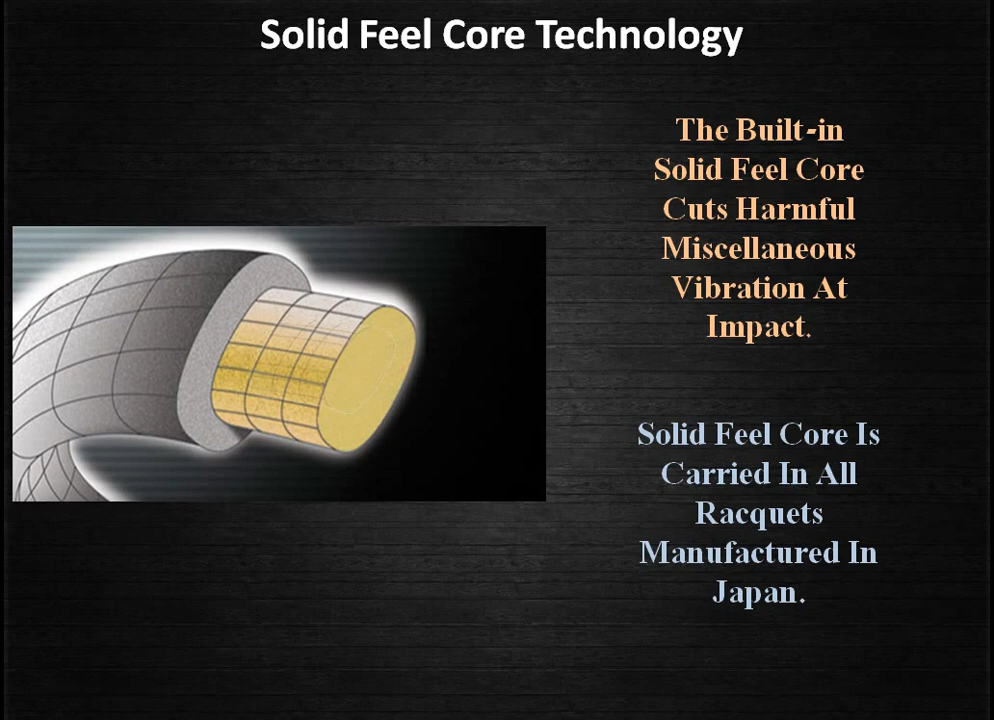 Solid Feel Core Technology
The Built-in
Solid Feel Core
Cuts Harmful
Miscellaneous
Vibration At
Impact.
Solid Feel Core Is
Carried In All
Racquets
Manufactured In
Japan.